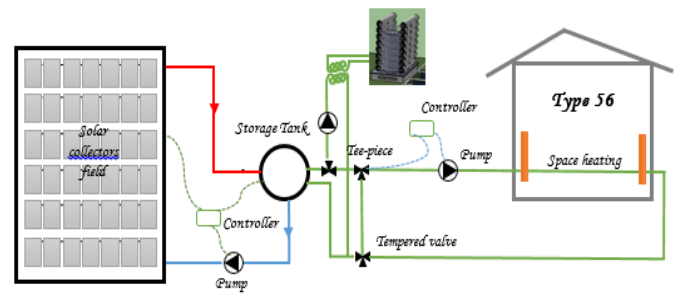 Solar
collectors
field
Storage Tank
Controller
Pump
Tee-piece
Controller
Pump
Tempered valve
Type 56
Space heating